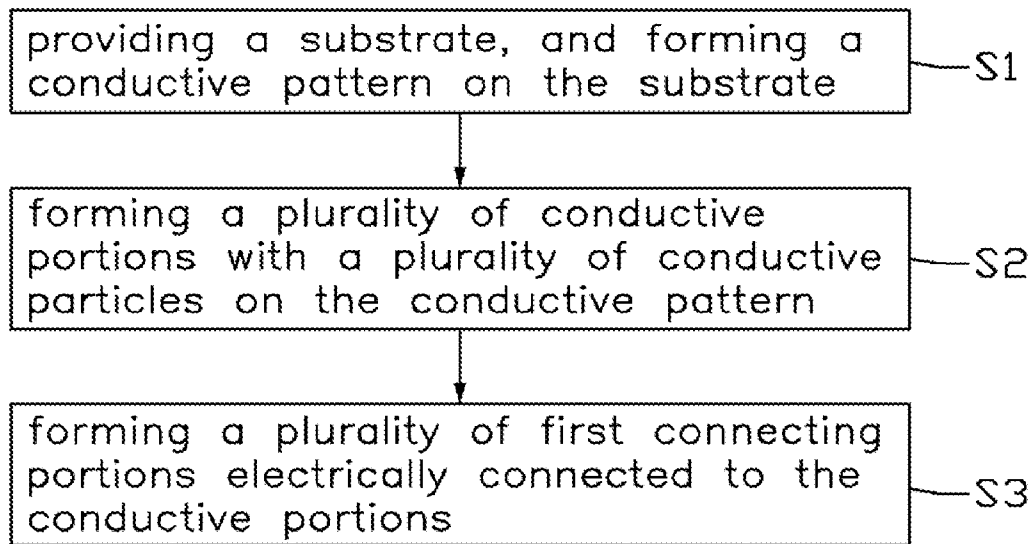 providing a substrate, and forming a
conductive pattern on the substrate
S1
forming a plurality of conductive
portions with a plurality of conductive
particles on the conductive pattern
S2
forming a plurality of first connecting
portions electrically connected to the
conductive portions
S3